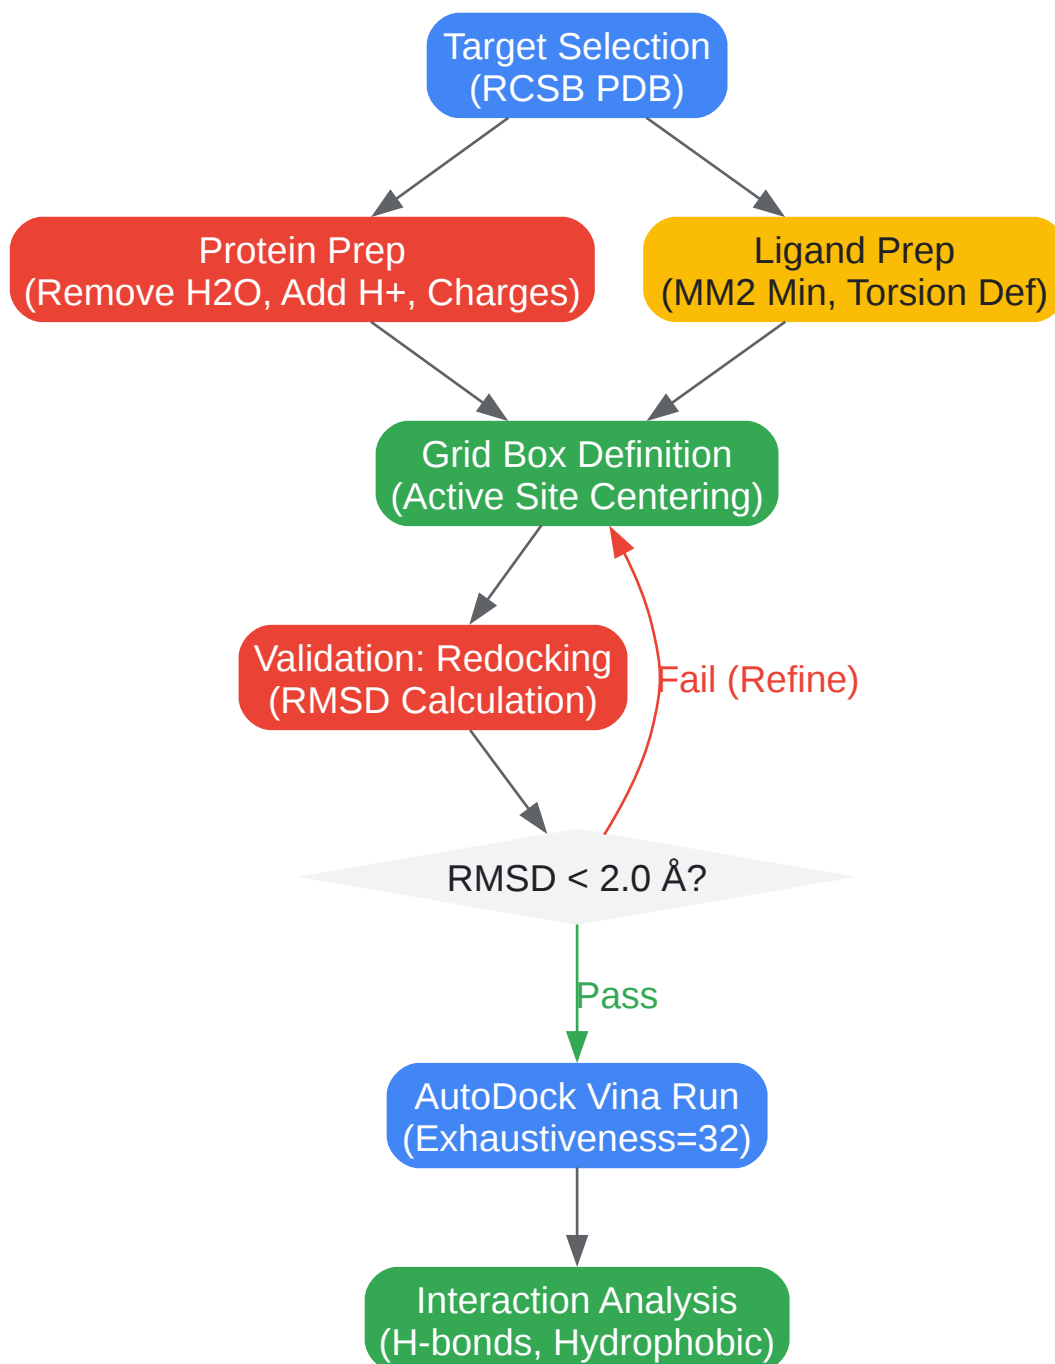 Target Selection
(RCSB PDB)
Protein Prep
(Remove H2O, Add H+, Charges)
Ligand Prep
(MM2 Min, Torsion Def)
Grid Box Definition
(Active Site Centering)
Validation: Redocking
(RMSD Calculation)
Fail (Refine)
RMSD < 2.0 Å?
Pass
AutoDock Vina Run
(Exhaustiveness=32)
Interaction Analysis
(H-bonds, Hydrophobic)